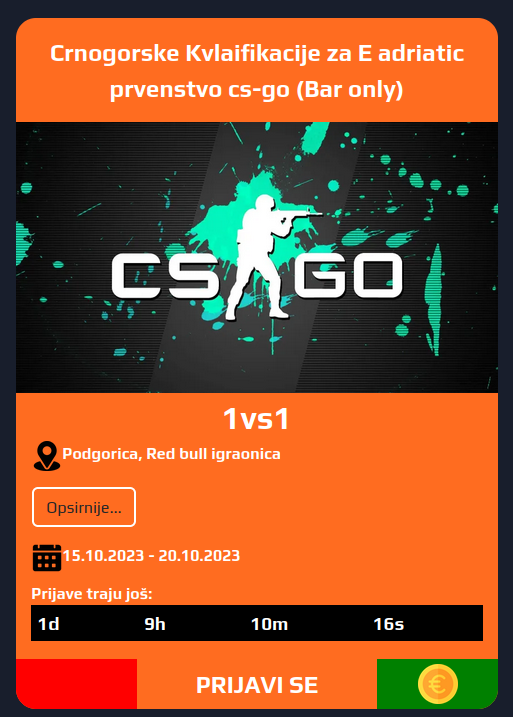 Crnogorske Kvlaifikacije za E adriatic
prvenstvo cs-go (Bar only)
CS GO
1vs1
Podgorica, Red bull igraonica
Opsirnije...
15.10.2023 - 20.10.2023
Prijave traju još:
1d 9h 10m 16s
PRIJAVI SE €